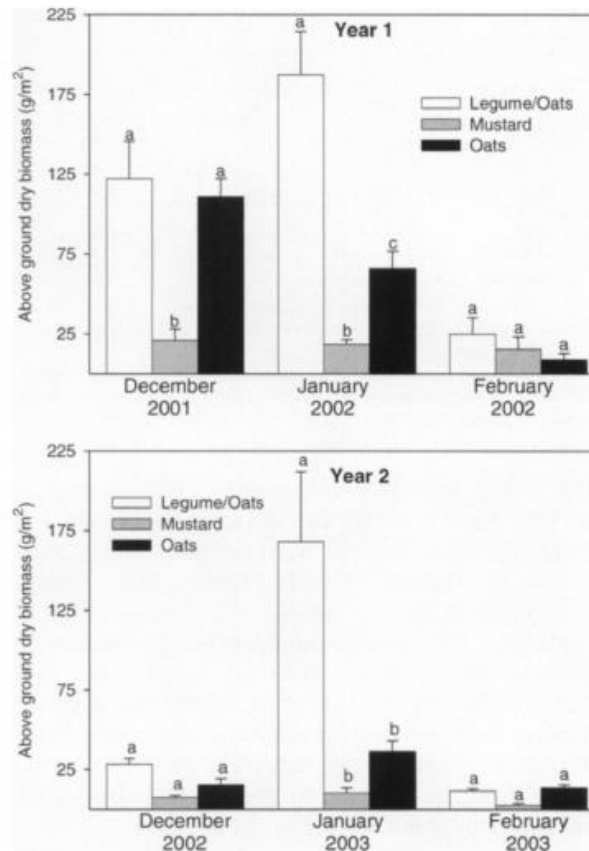 225
175
125
75
25
Above ground dry biomass (g/m²)
Year 1
Legume/Oats
Mustard
Oats
a
b
a
a
b
c
a
a
a
December
2001
January
2002
February
2002
225
175
125
75
25
Above ground dry biomass (g/m²)
Year 2
Legume/Oats
Mustard
Oats
a
a
a
a
b
b
a
a
a
December
2002
January
2003
February
2003